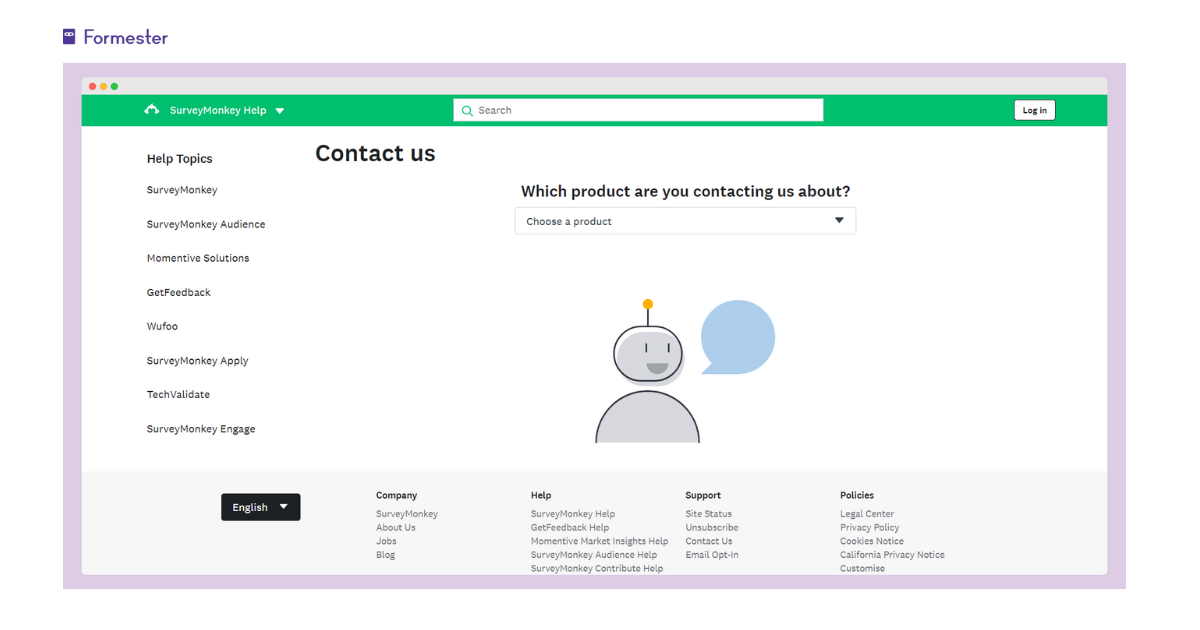 Formester
SurveyMonkey Help
Search
Log in
Help Topics
SurveyMonkey
SurveyMonkey Audience
Momentive Solutions
GetFeedback
Wufoo
SurveyMonkey Apply
TechValidate
SurveyMonkey Engage
Contact us
Which product are you contacting us about?
Choose a product
English
Company
SurveyMonkey
About Us
Jobs
Blog
Help
SurveyMonkey Help
GetFeedback Help
Momentive Market Insights Help
SurveyMonkey Audience Help
SurveyMonkey Contribute Help
Support
Site Status
Unsubscribe
Contact Us
Email Opt-In
Policies
Legal Center
Privacy Policy
Cookies Notice
California Privacy Notice
Customise